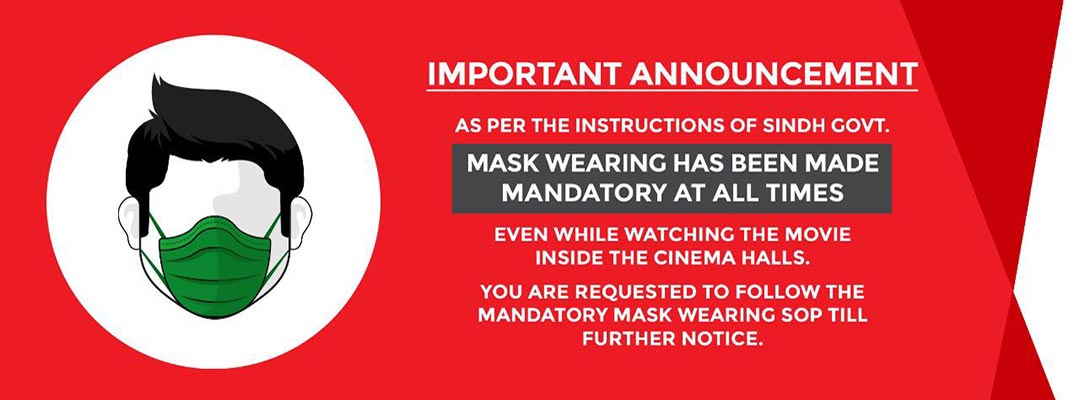 IMPORTANT ANNOUNCEMENT
AS PER THE INSTRUCTIONS OF SINDH GOVT.
MASK WEARING HAS BEEN MADE
MANDATORY AT ALL TIMES
EVEN WHILE WATCHING THE MOVIE
INSIDE THE CINEMA HALLS.
YOU ARE REQUESTED TO FOLLOW THE
MANDATORY MASK WEARING SOP TILL
FURTHER NOTICE.